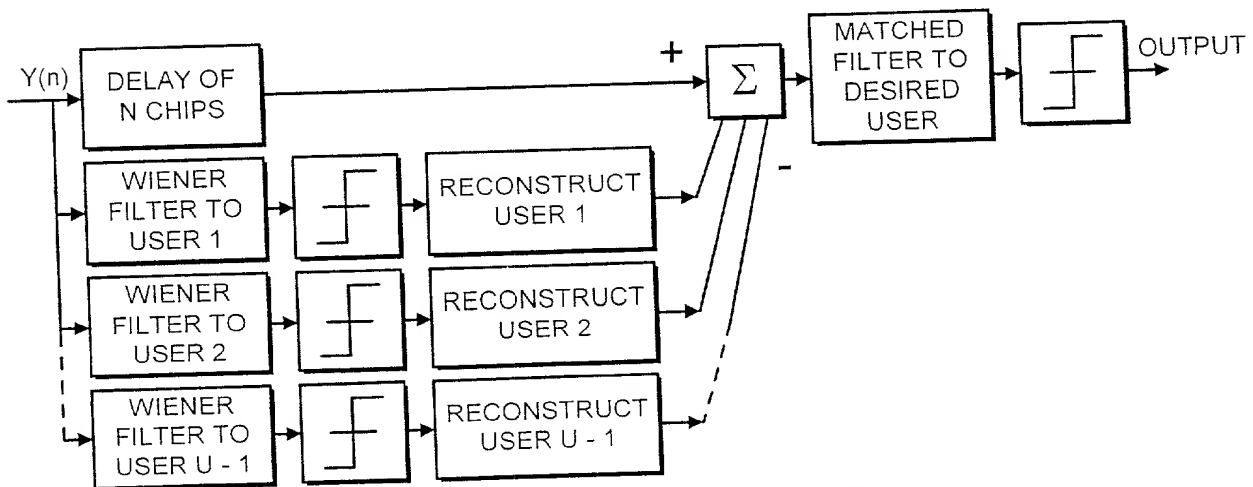 Y(n)
DELAY OF
N CHIPS
+
Σ
MATCHED
FILTER TO
DESIRED
USER
OUTPUT
-
WIENER
FILTER TO
USER 1
RECONSTRUCT
USER 1
WIENER
FILTER TO
USER 2
RECONSTRUCT
USER 2
WIENER
FILTER TO
USER U - 1
RECONSTRUCT
USER U - 1